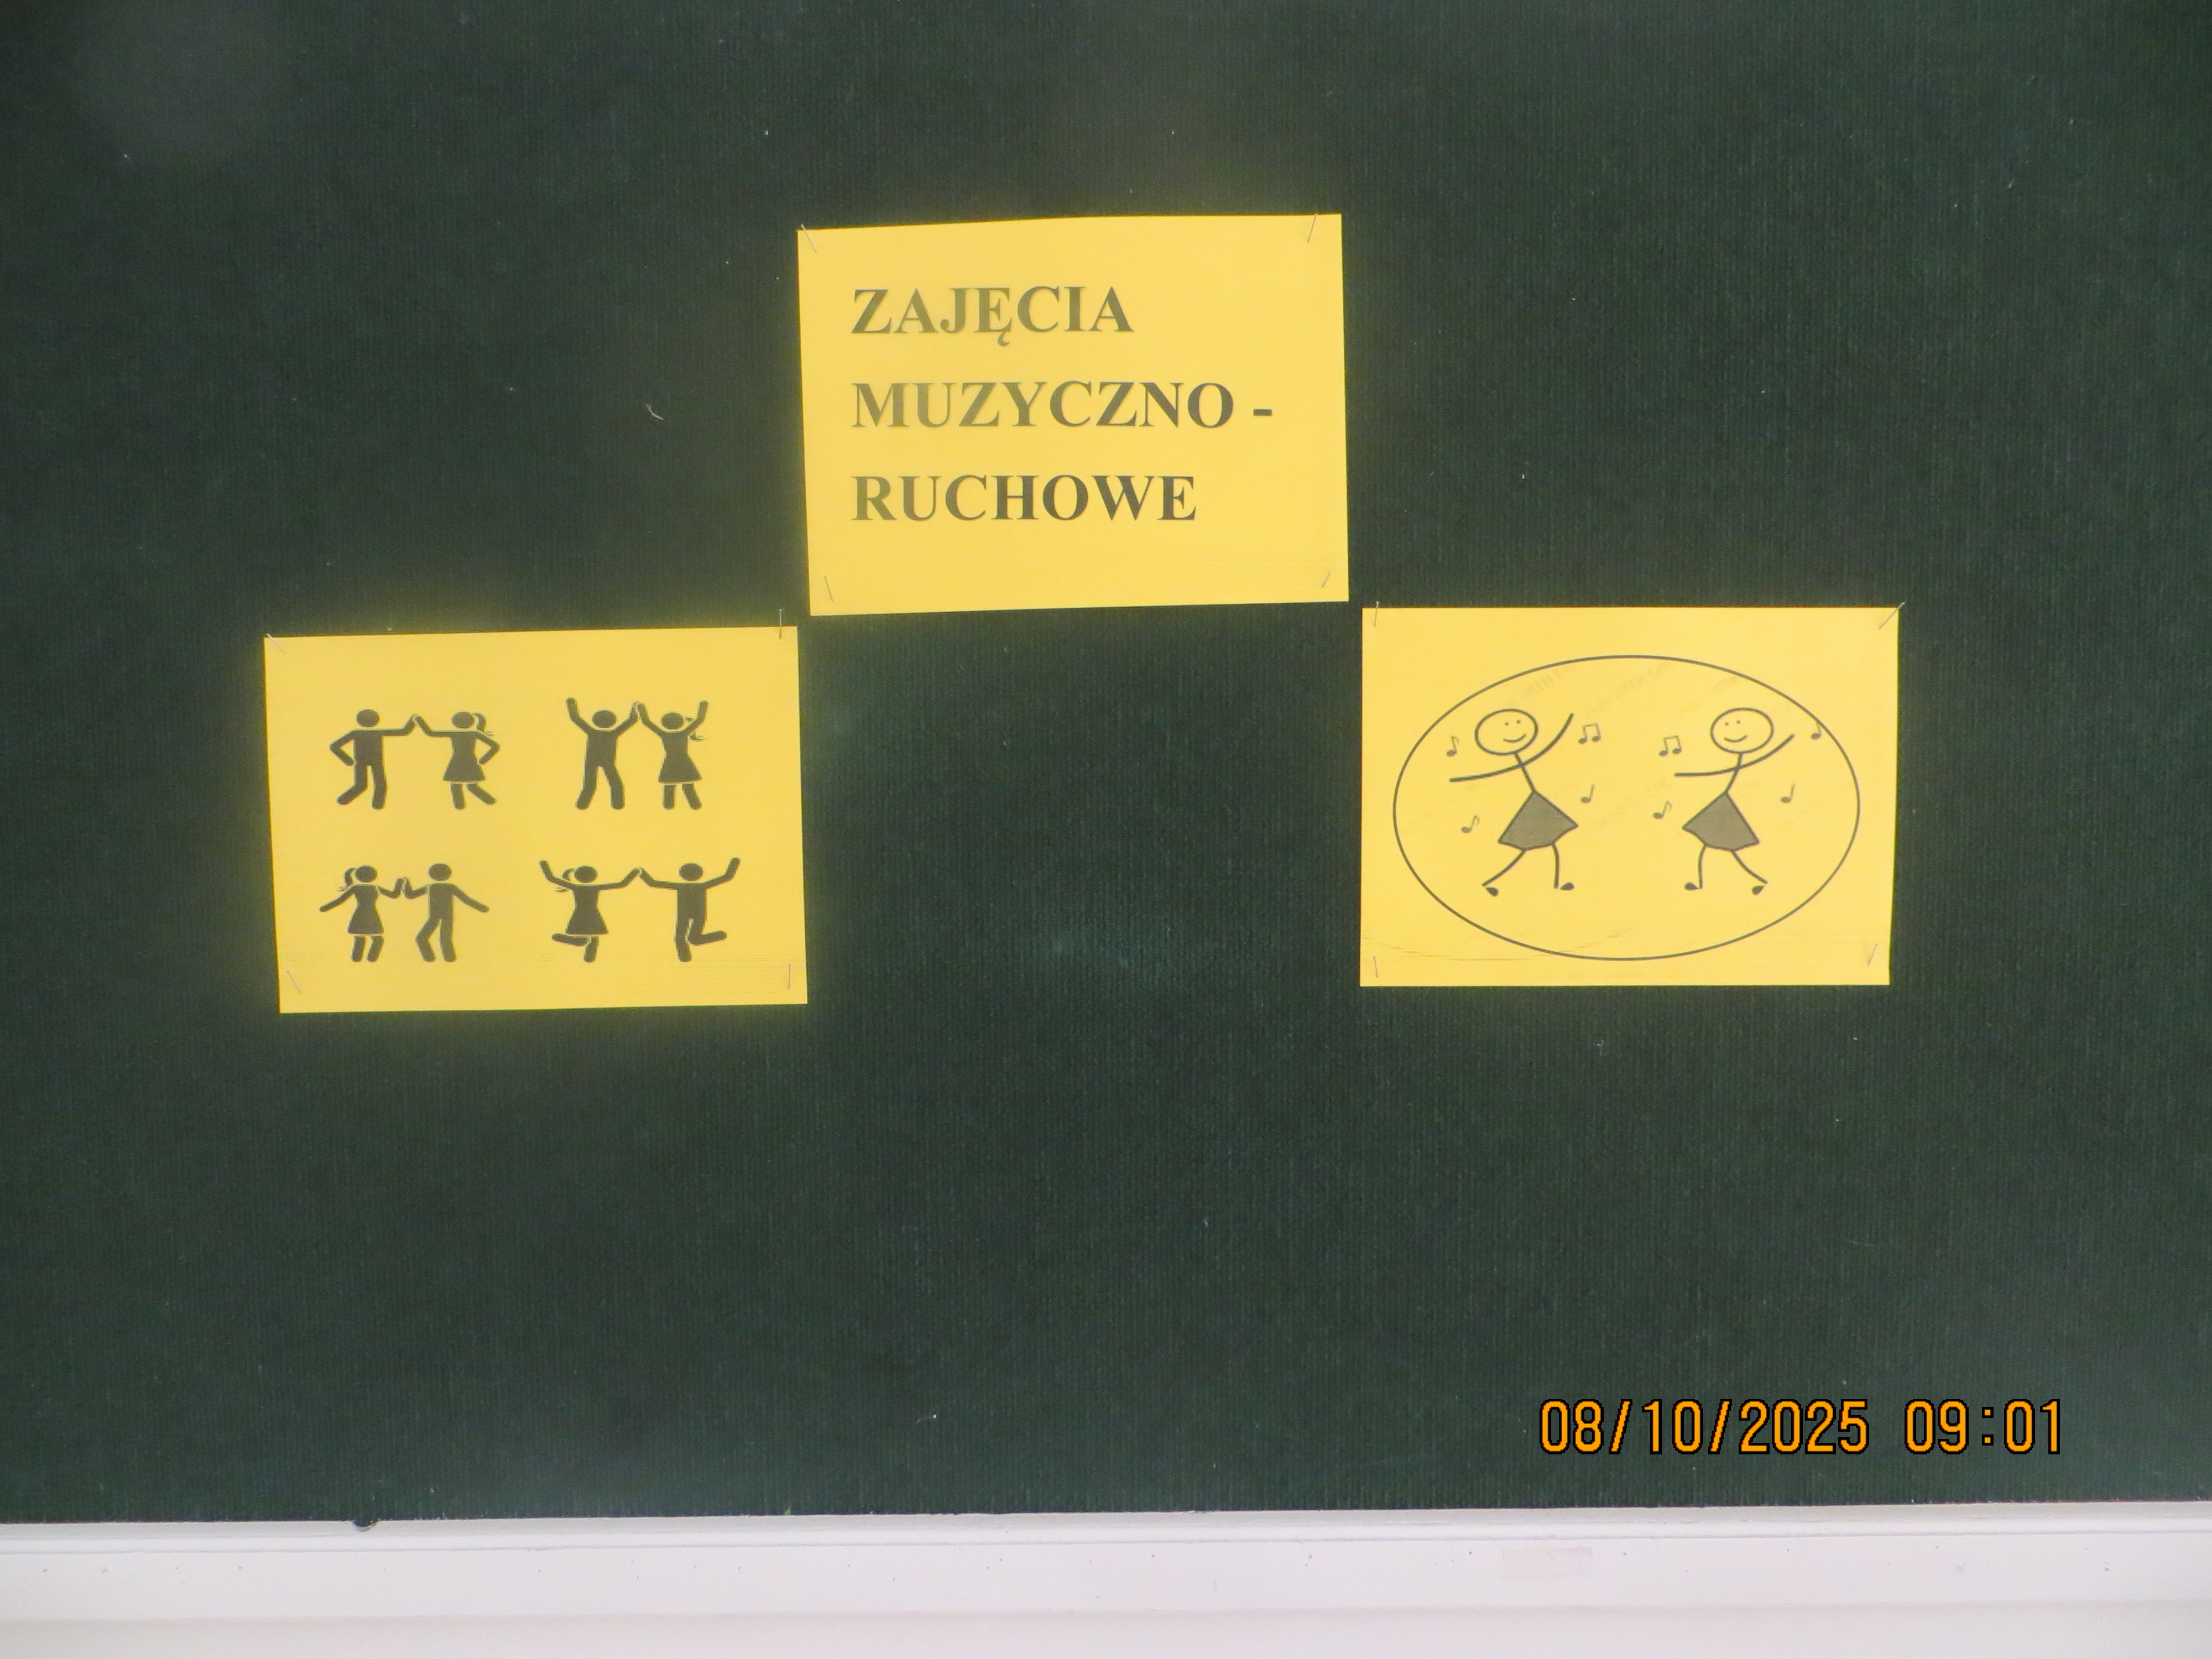 ZAJĘCIA
MUZYCZNO -
RUCHOWE
08/10/2025 09:01